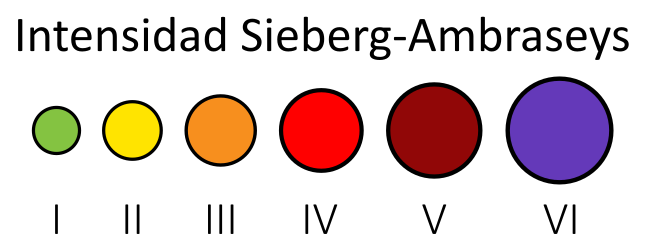 Intensidad Sieberg-Ambraseys
I II III IV V VI